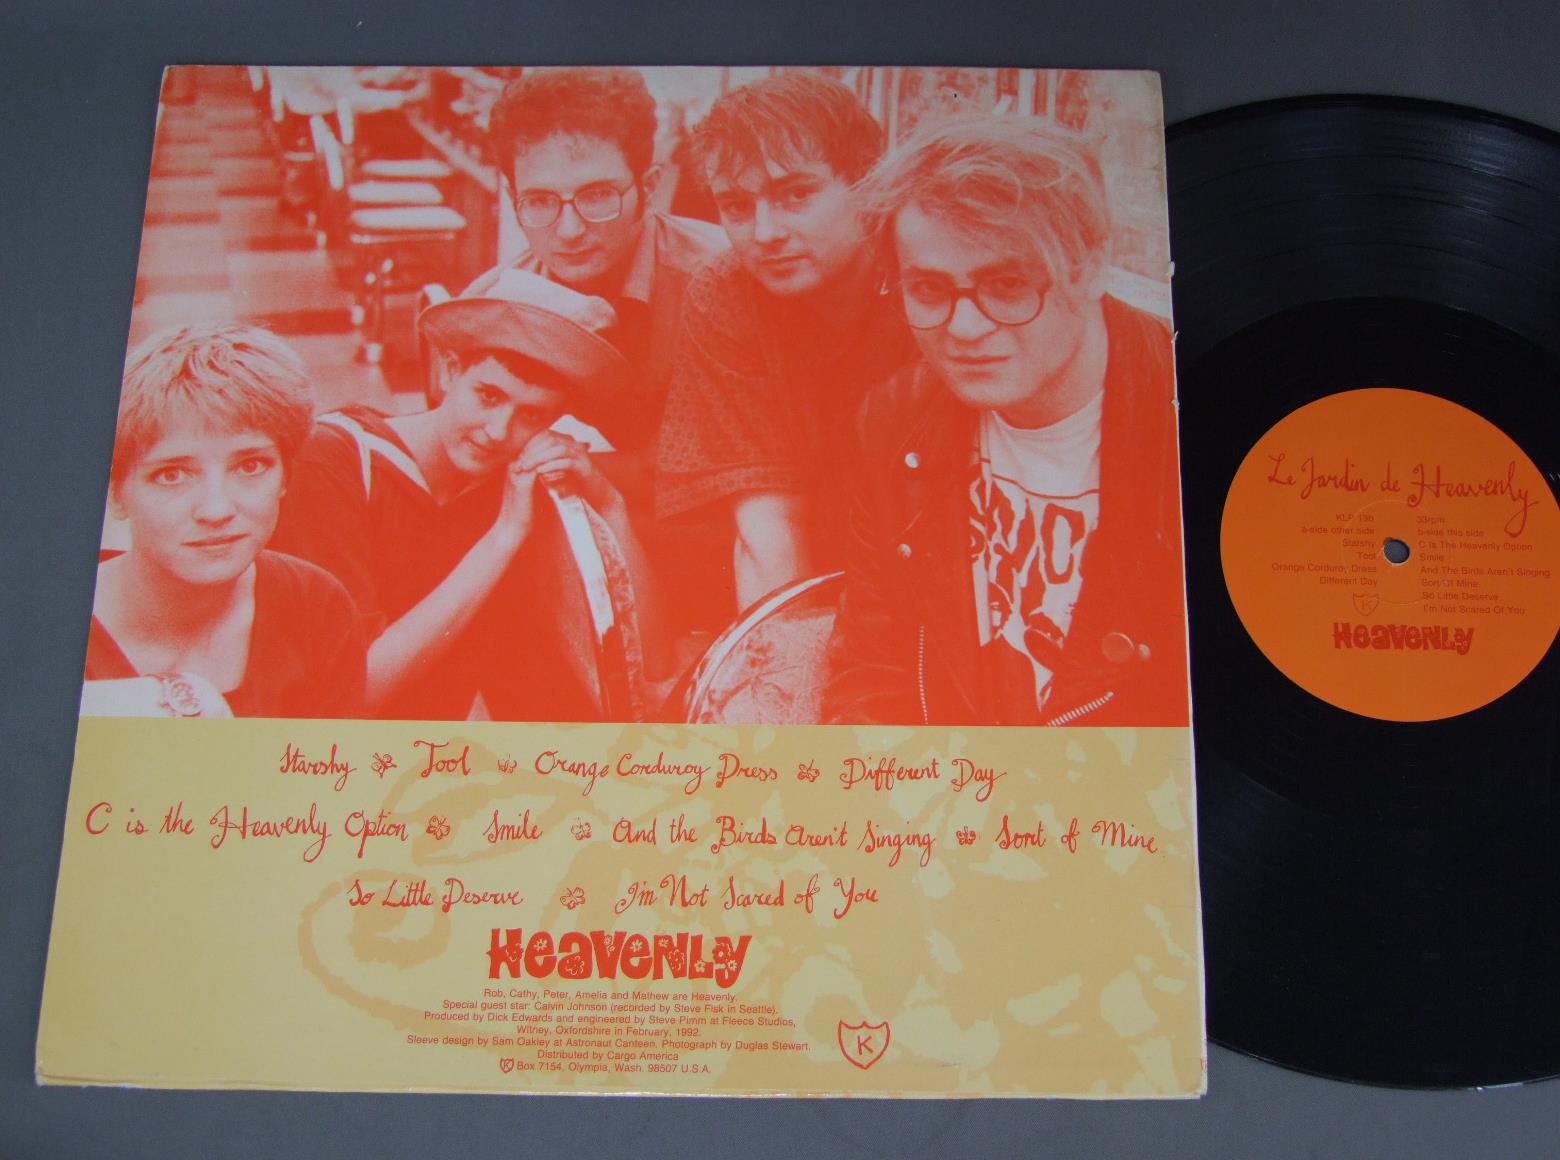 Starshy Tool Orange Corduroy Dress Different Day
C is the Heavenly Option Smile And the Birds Aren't Singing Sort of Mine
So Little Deserve I'm Not Scared of You
HeaVeNLy
Rob, Cathy, Peter, Amelia and Mathew are Heavenly.
Special guest star: Calvin Johnson (recorded by Steve Fisk in Seattle).
Produced by Dick Edwards and engineered by Steve Pimm at Fleece Studios,
Witney, Oxfordshire in February, 1992.
Sleeve design by Sam Oakley at Astronaut Canteen. Photograph by Duglas Stewart.
Distributed by Cargo America
K Box 7154, Olympia, Wash. 98507 U.S.A.
K
Le Jardin de Heavenly
KLP 13b
a-side other side
Starshy
Tool
Orange Corduroy Dress
Different Day
K
33rpm
b-side this side
C Is The Heavenly Option
Smile
And The Birds Aren't Singing
Sort Of Mine
So Little Deserve
I'm Not Scared Of You
HeaVeNLy